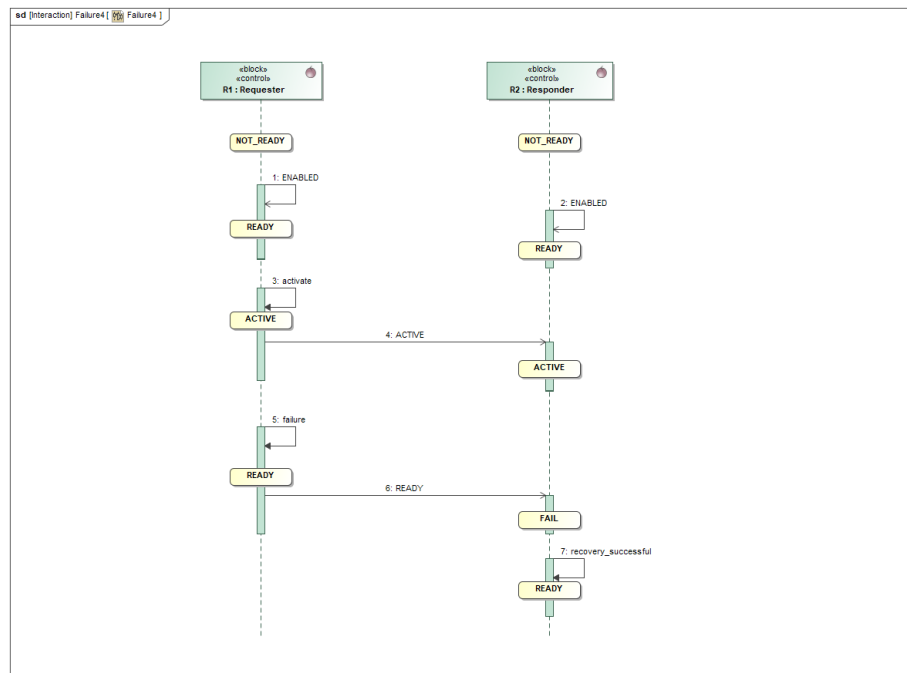 sd [Interaction] Failure4 [ Failure4 ]
«block»
«control»
R1 : Requester
«block»
«control»
R2 : Responder
NOT_READY
NOT_READY
1: ENABLED
2: ENABLED
READY
READY
3: activate
ACTIVE
4: ACTIVE
ACTIVE
5: failure
READY
6: READY
FAIL
7: recovery_successful
READY